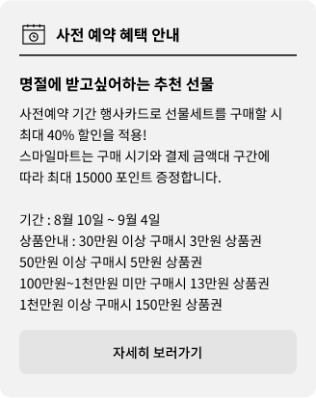 사전 예약 혜택 안내
명절에 받고싶어하는 추천 선물
사전예약 기간 행사카드로 선물세트를 구매할 시
최대 40% 할인을 적용!
스마일마트는 구매 시기와 결제 금액대 구간에
따라 최대 15000 포인트 증정합니다.
기간 : 8월 10일 ~ 9월 4일
상품안내 : 30만원 이상 구매시 3만원 상품권
50만원 이상 구매시 5만원 상품권
100만원~1천만원 미만 구매시 13만원 상품권
1천만원 이상 구매시 150만원 상품권
자세히 보러가기